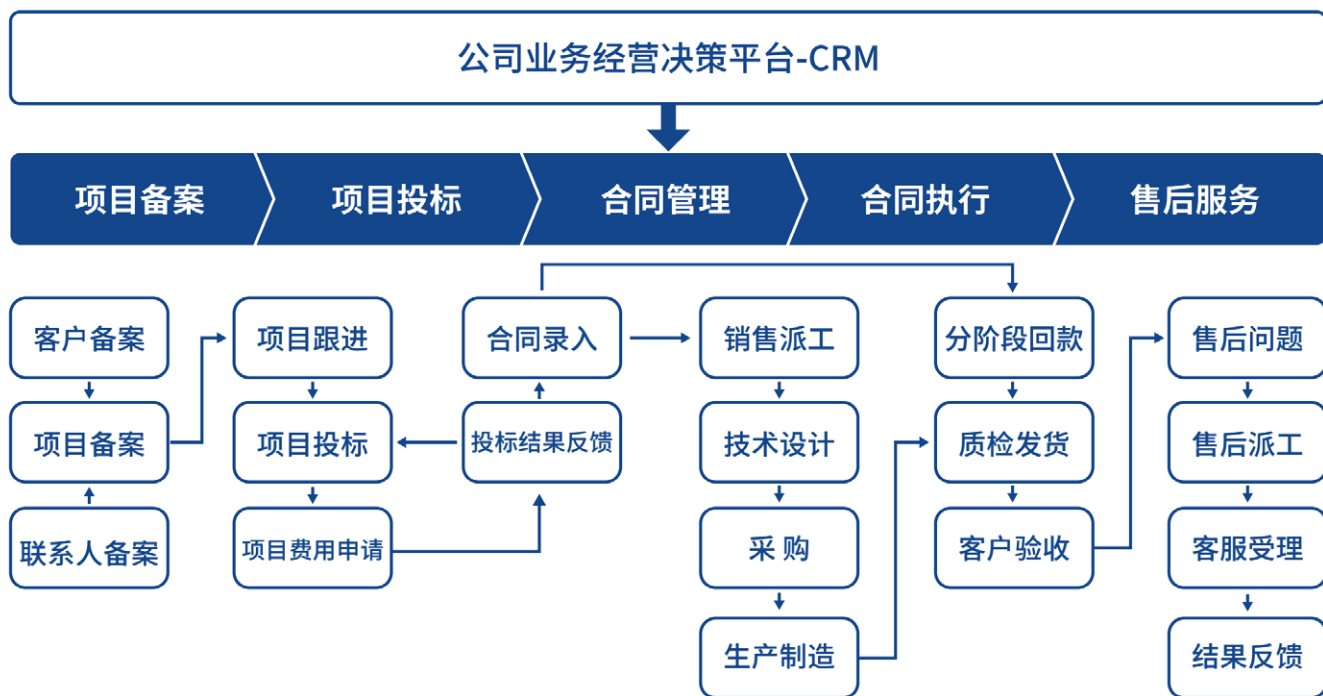 公司业务经营决策平台-CRM
项目备案
项目投标
合同管理
合同执行
售后服务
客户备案
项目备案
联系人备案
项目跟进
项目投标
项目费用申请
合同录入
投标结果反馈
销售派工
技术设计
采 购
生产制造
分阶段回款
质检发货
客户验收
售后问题
售后派工
客服受理
结果反馈